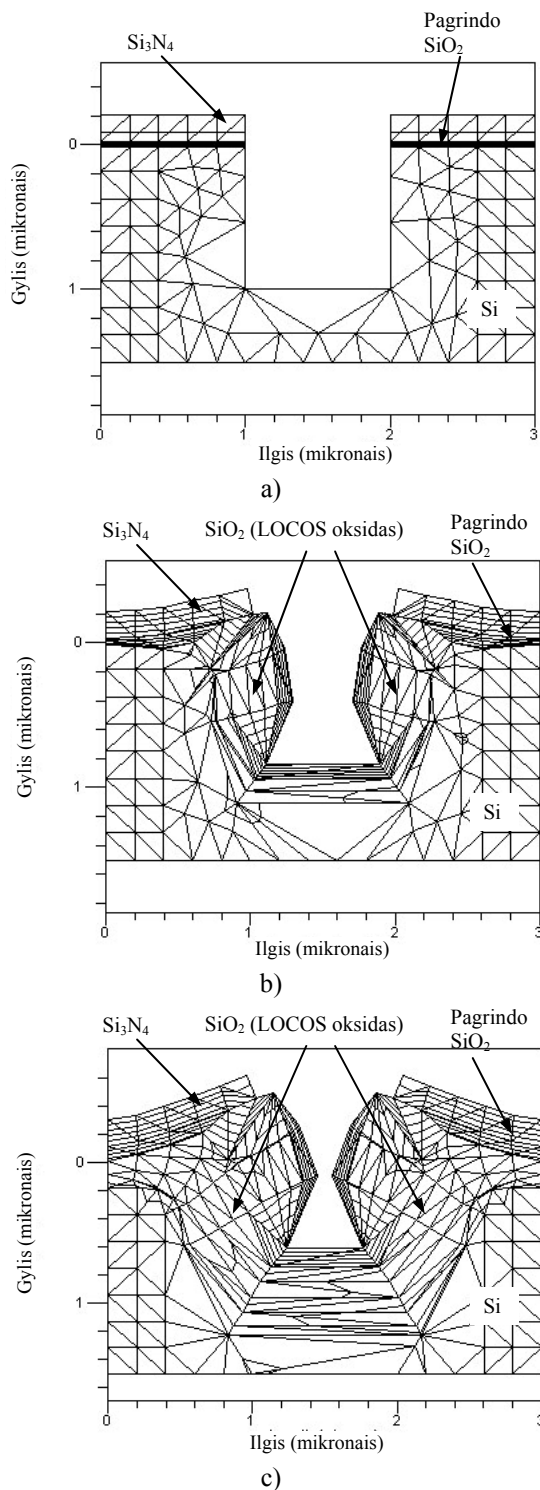 Si₃N₄
Pagrindo
SiO₂
0
Gylis (mikronais)
1
Si
0
1
2
3
Ilgis (mikronais)
a)
Si₃N₄
SiO₂ (LOCOS oksidas)
Pagrindo
SiO₂
0
Gylis (mikronais)
1
Si
0
1
2
3
Ilgis (mikronais)
b)
Si₃N₄
SiO₂ (LOCOS oksidas)
Pagrindo
SiO₂
0
Gylis (mikronais)
1
Si
0
1
2
3
Ilgis (mikronais)
c)